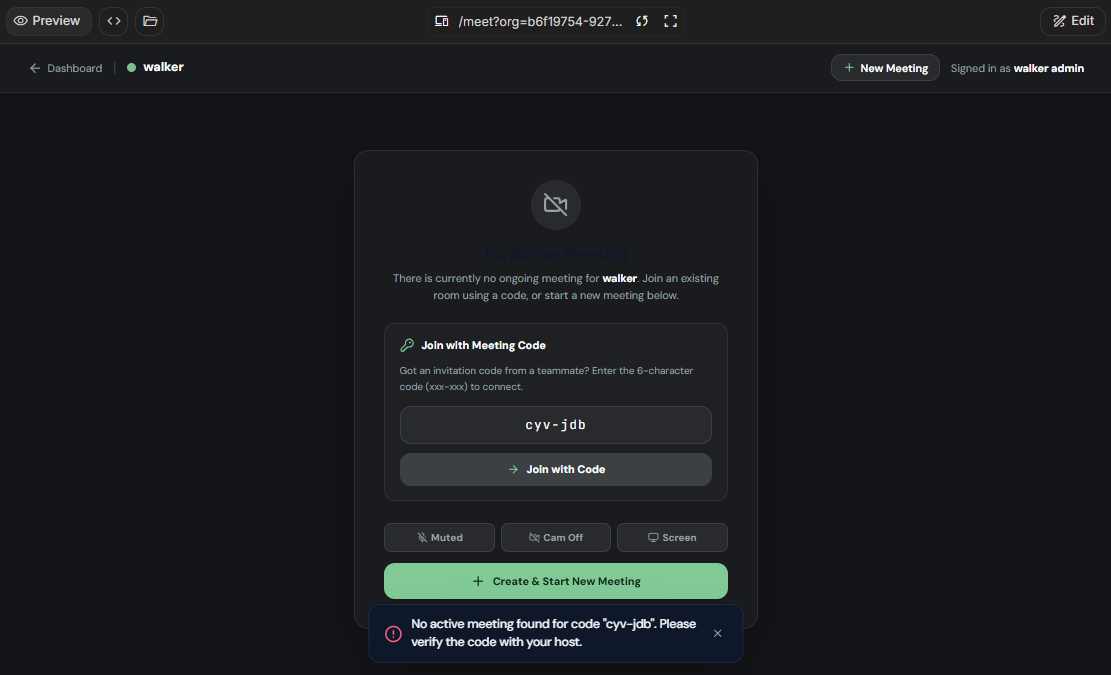 Preview
/meet?org=b6f19754-927...
Edit
Dashboard
walker
New Meeting
Signed in as walker admin
No Active Meeting
There is currently no ongoing meeting for walker. Join an existing
room using a code, or start a new meeting below.
Join with Meeting Code
Got an invitation code from a teammate? Enter the 6-character
code (xxx-xxx) to connect.
cyv-jdb
Join with Code
Muted
Cam Off
Screen
Create & Start New Meeting
No active meeting found for code "cyv-jdb". Please
verify the code with your host.